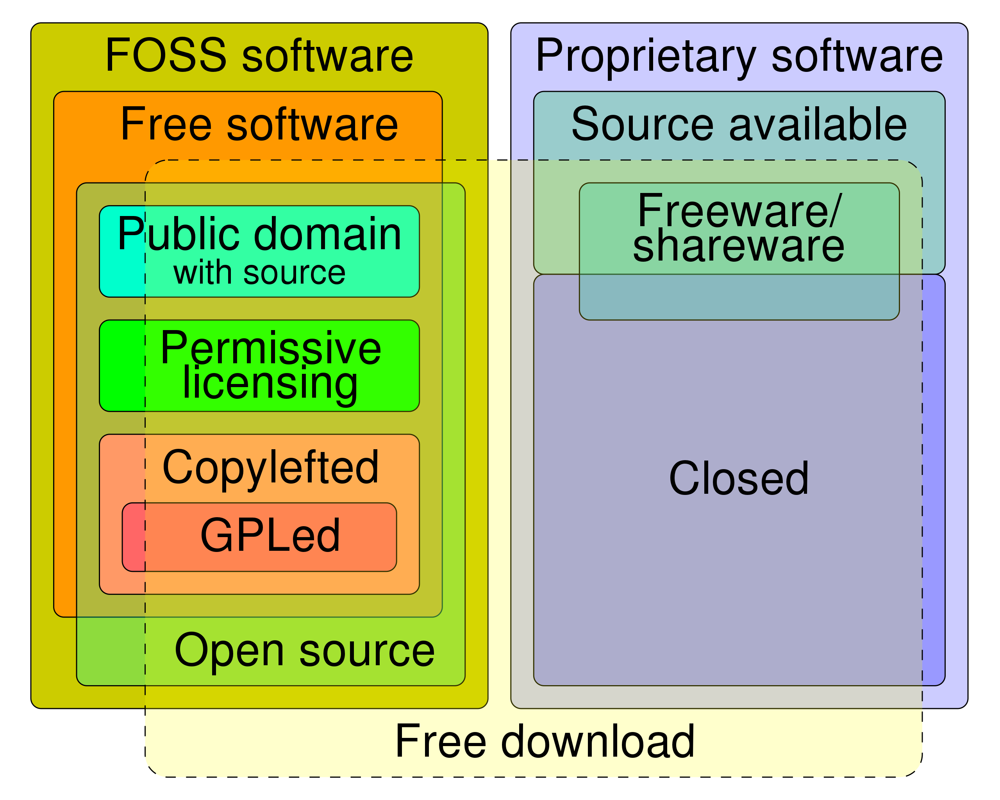 FOSS software
Free software
Public domain
with source
Permissive
licensing
Copylefted
GPLed
Open source
Proprietary software
Source available
Freeware/
shareware
Closed
Free download